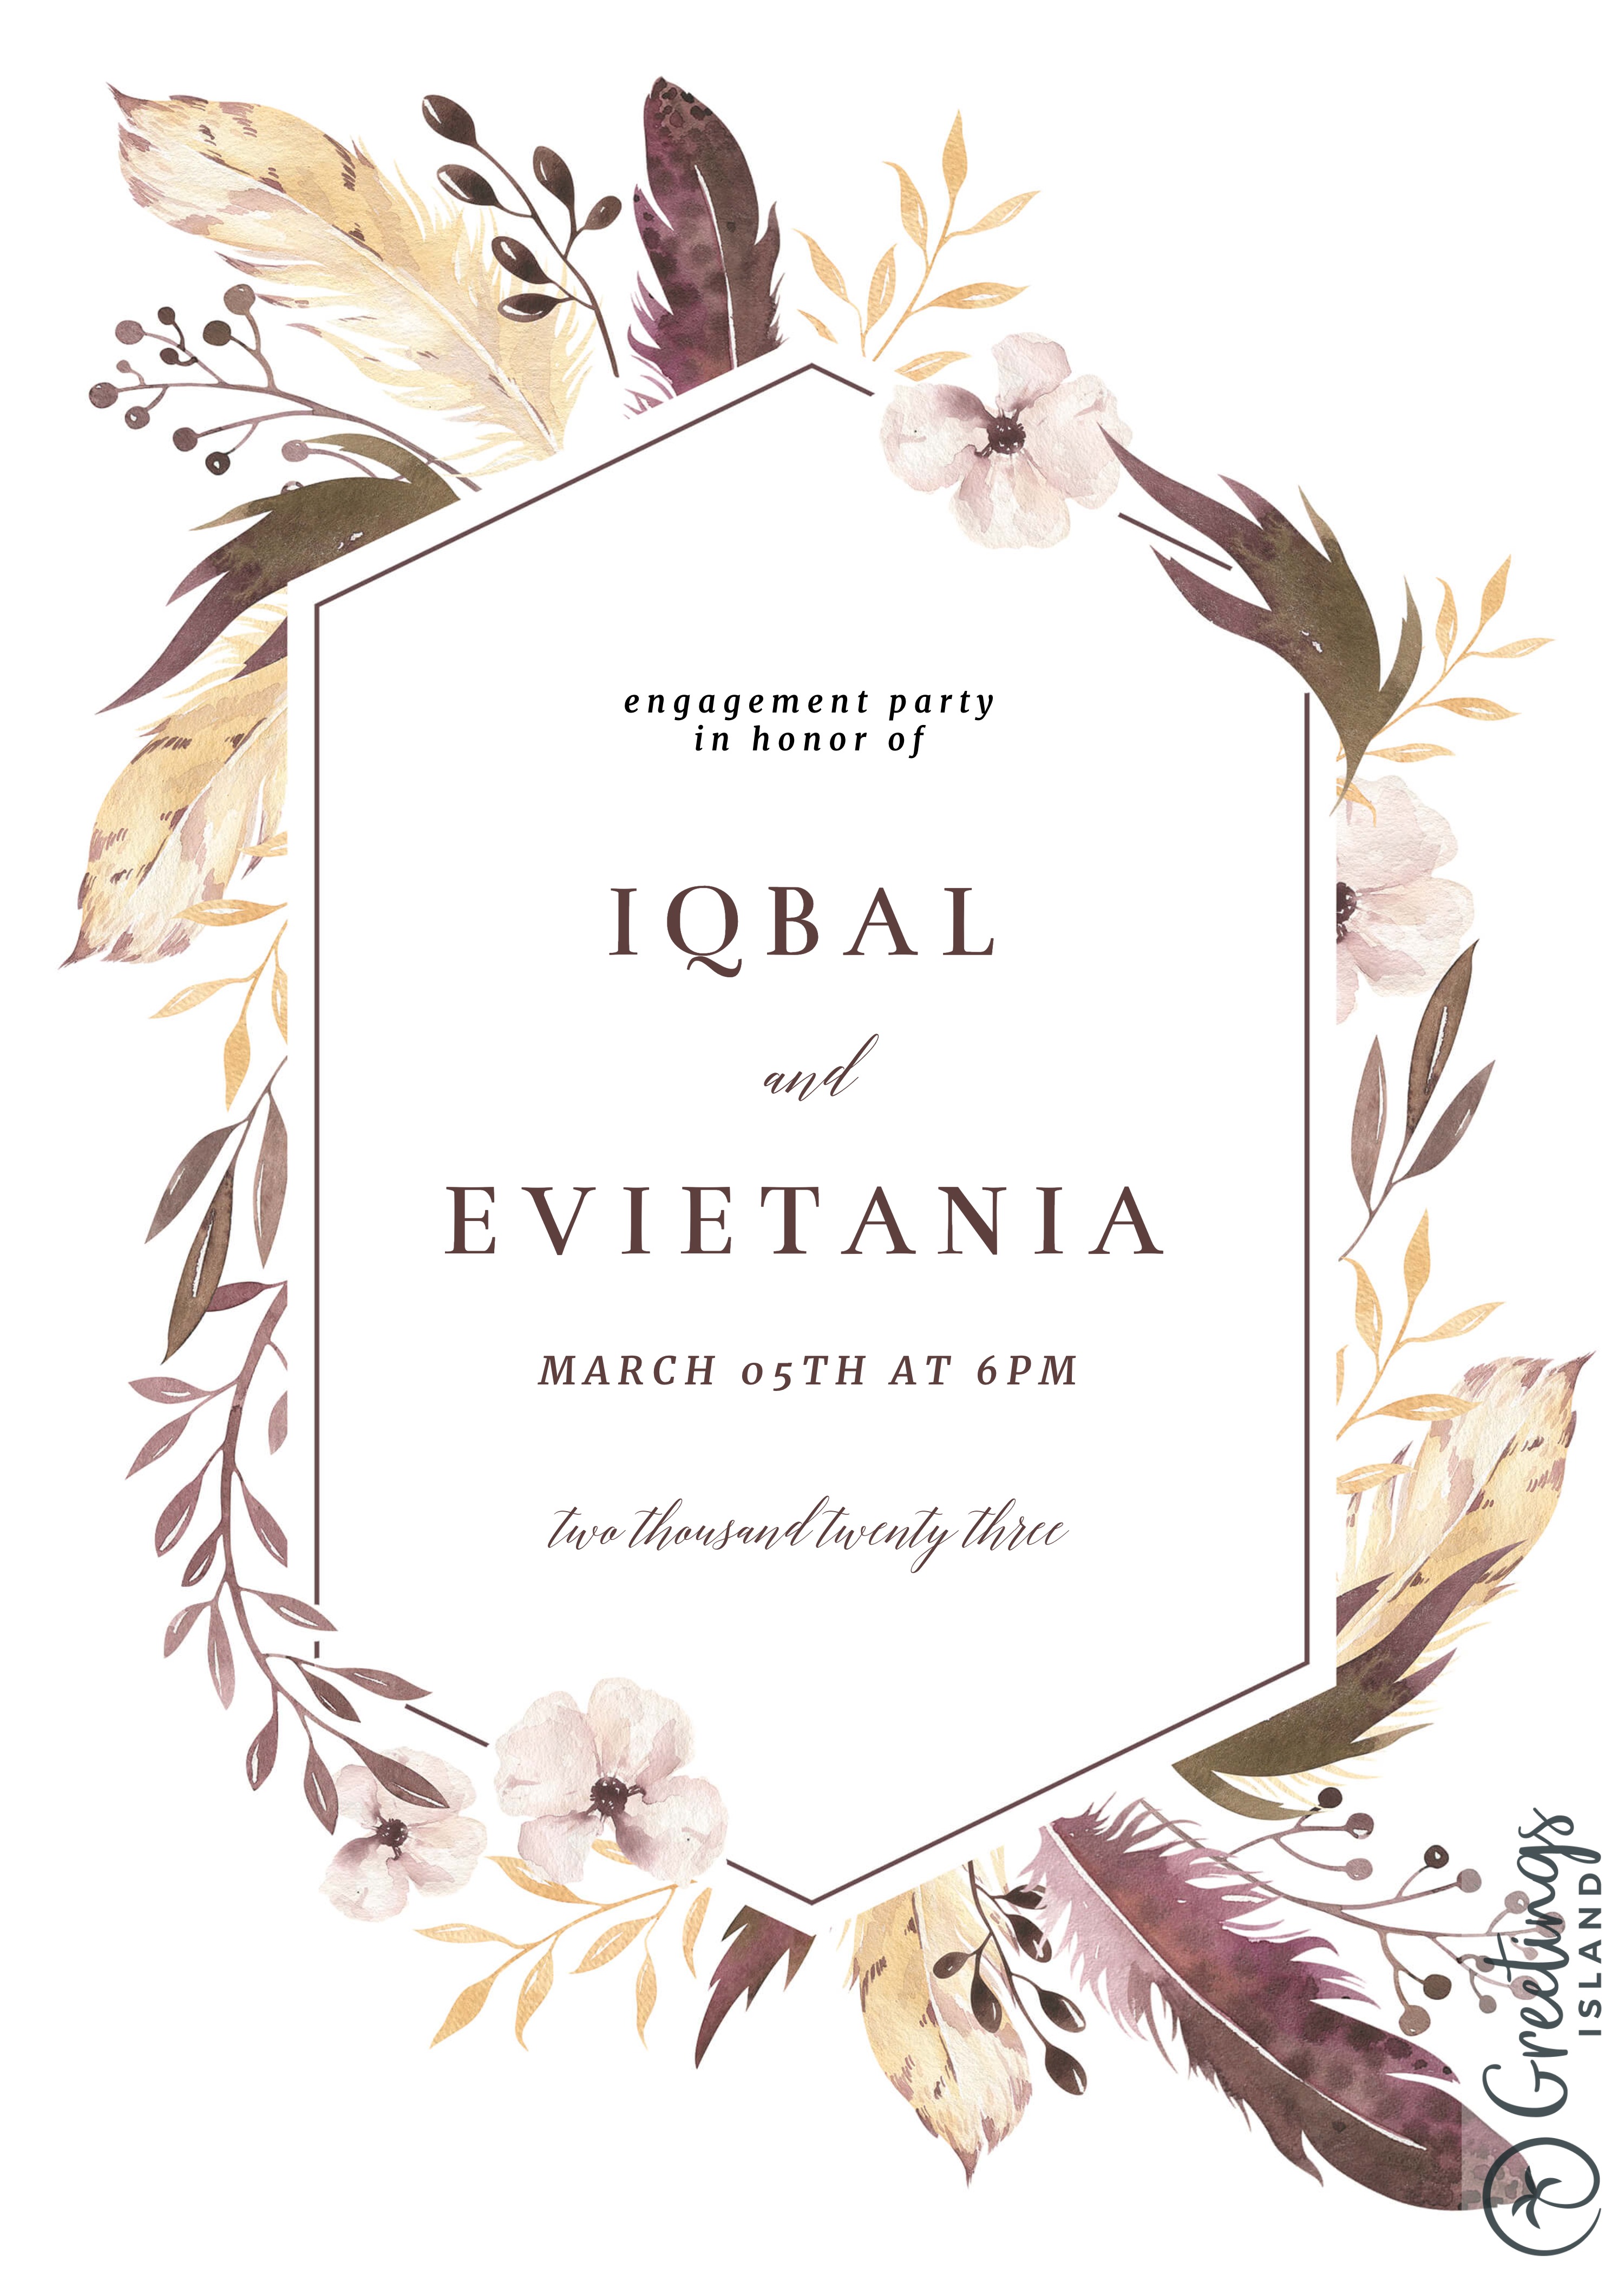 engagement party
in honor of
IQBAL
and
EVIETANIA
MARCH 05TH AT 6PM
two thousand twenty three
Greetings
ISLAND